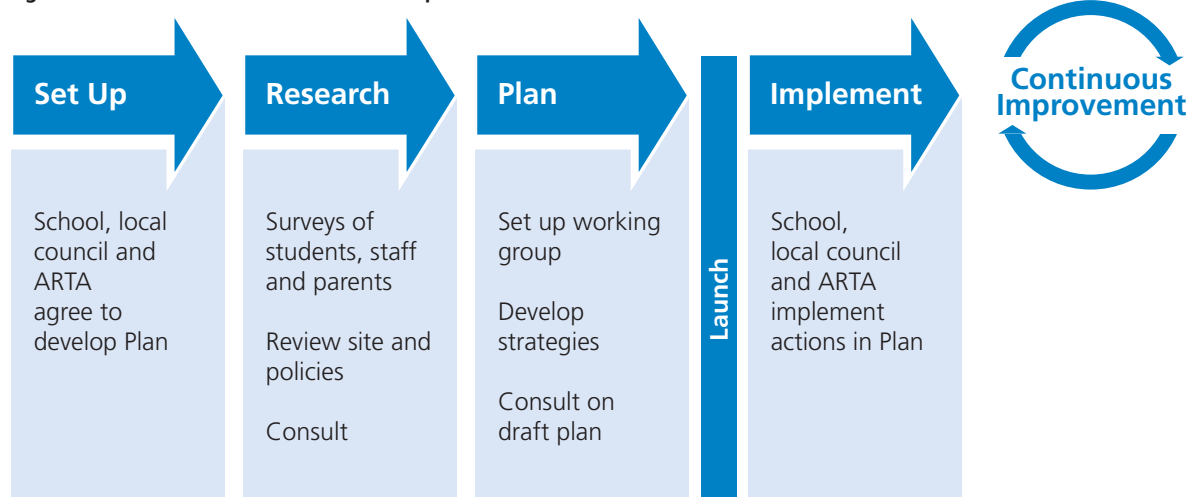 Set Up
School, local
council and
ARTA
agree to
develop Plan
Research
Surveys of
students, staff
and parents
Review site and
policies
Consult
Plan
Set up working
group
Develop
strategies
Consult on
draft plan
Launch
Implement
School,
local council
and ARTA
implement
actions in Plan
Continuous
Improvement